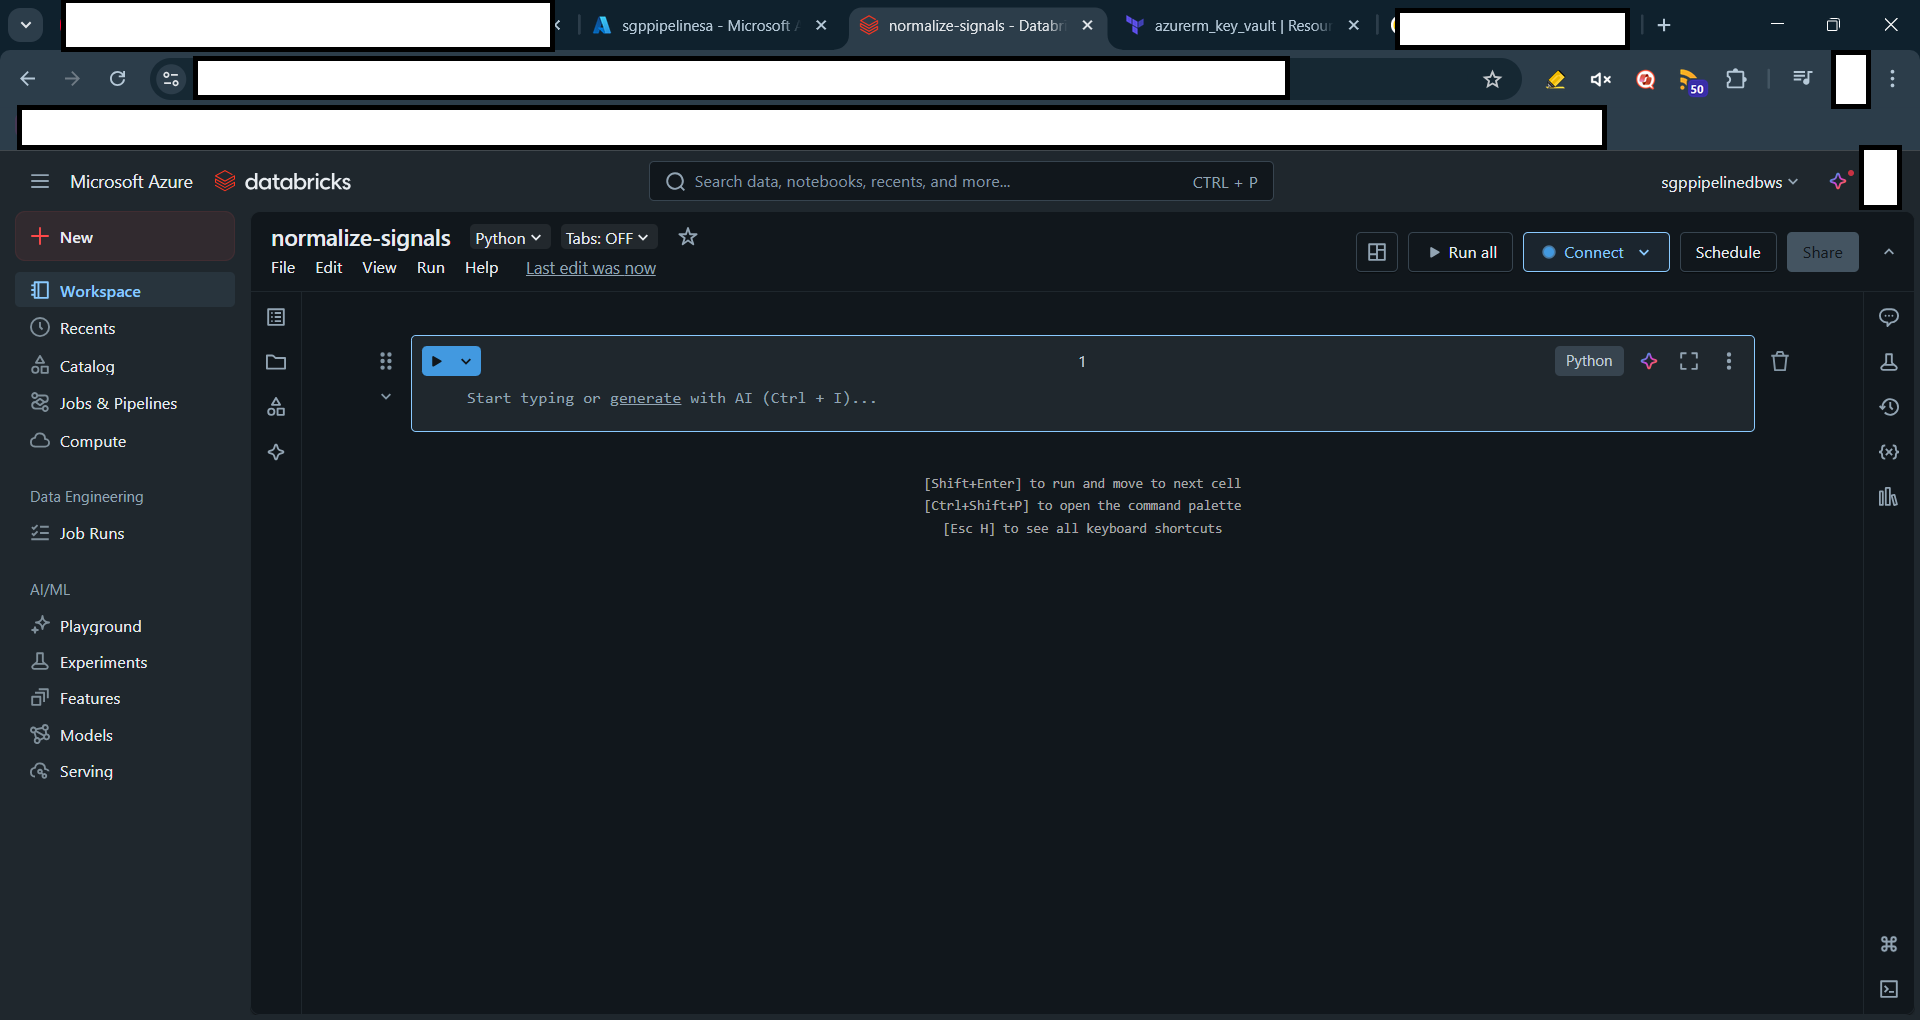 sgppipelinesa - Microsoft
normalize-signals - Databri
azurerm_key_vault | Resou
50
Microsoft Azure
databricks
Search data, notebooks, recents, and more...
CTRL + P
sgppipelinedbws
New
Workspace
Recents
Catalog
Jobs & Pipelines
Compute
Data Engineering
Job Runs
AI/ML
Playground
Experiments
Features
Models
Serving
normalize-signals
Python
Tabs: OFF
File
Edit
View
Run
Help
Last edit was now
Run all
Connect
Schedule
Share
1
Python
Start typing or generate with AI (Ctrl + I)...
[Shift+Enter] to run and move to next cell
[Ctrl+Shift+P] to open the command palette
[Esc H] to see all keyboard shortcuts